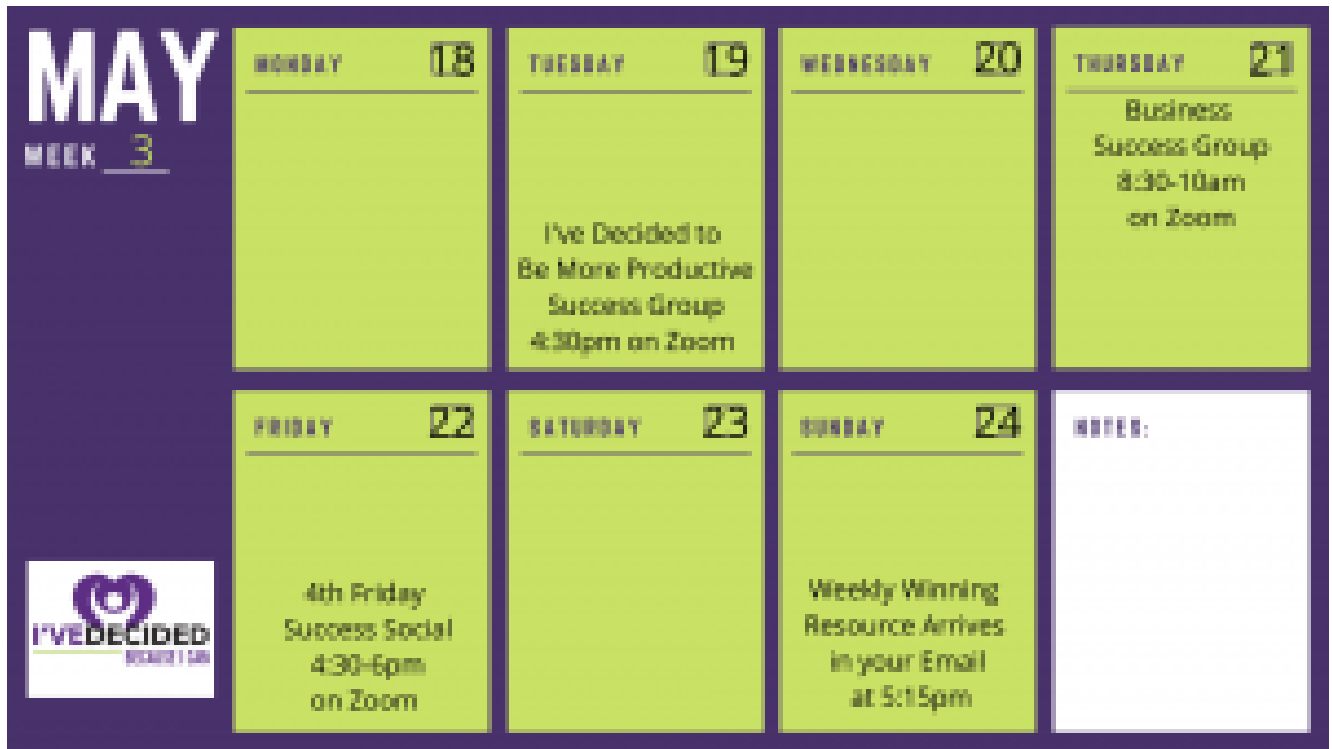 MAY
WEEK 3
MONDAY 18
TUESDAY 19
I've Decided to
Be More Productive
Success Group
4:30pm on Zoom
WEDNESDAY 20
THURSDAY 21
Business
Success Group
8:30-10am
on Zoom
FRIDAY 22
4th Friday
Success Social
4:30-6pm
on Zoom
SATURDAY 23
SUNDAY 24
Weekly Winning
Resource Arrives
in your Email
at 5:15pm
NOTES:
I'VEDECIDED
BECAUSE I CAN